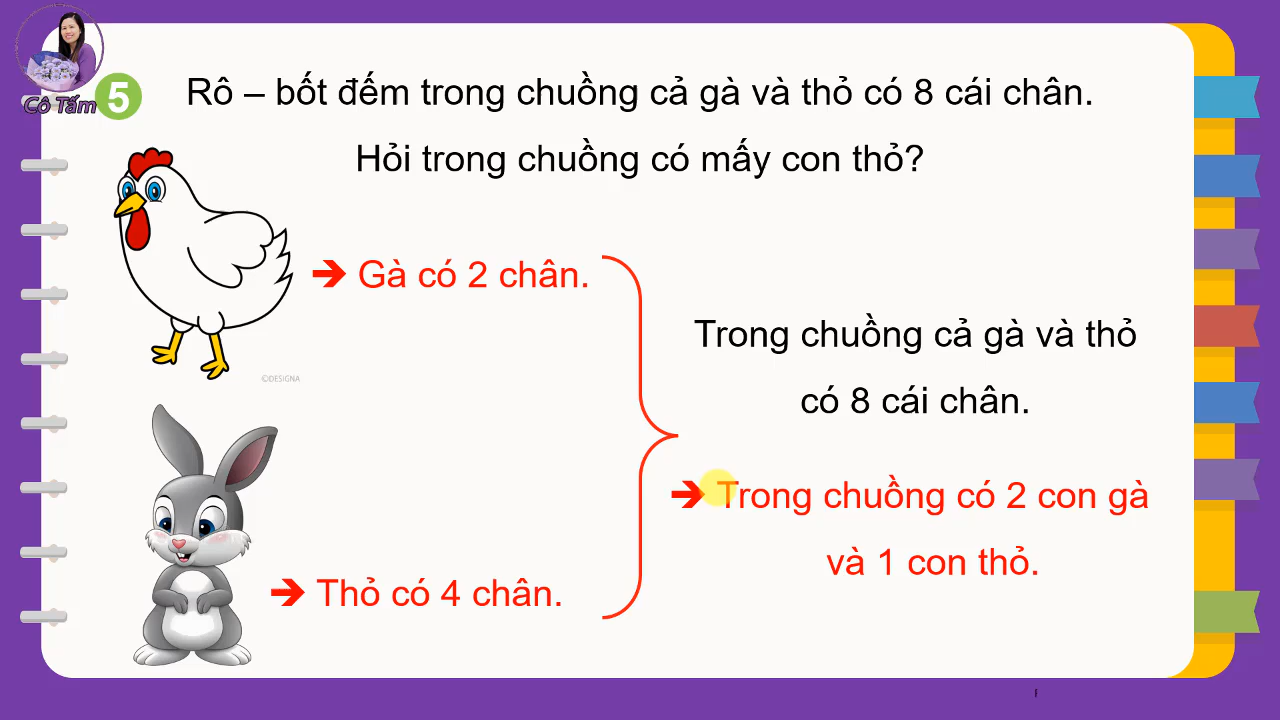 Cô Tấm
5
Rô – bốt đếm trong chuồng cả gà và thỏ có 8 cái chân.
Hỏi trong chuồng có mấy con thỏ?
➔ Gà có 2 chân.
©DESIGNA
➔ Thỏ có 4 chân.
Trong chuồng cả gà và thỏ
có 8 cái chân.
➔ Trong chuồng có 2 con gà
và 1 con thỏ.